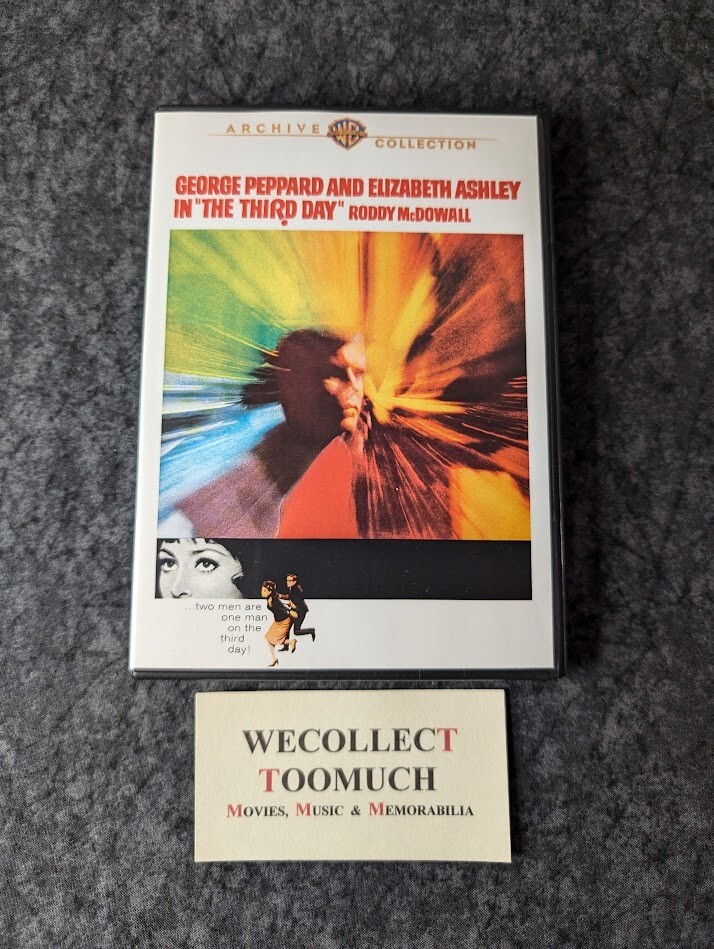 ARCHIVE WB COLLECTION
GEORGE PEPPARD AND ELIZABETH ASHLEY
IN "THE THIRD DAY" RODDY McDOWALL
...two men are
one man
on the
third
day!
WECOLLECT
TOOMUCH
MOVIES, MUSIC & MEMORABILIA